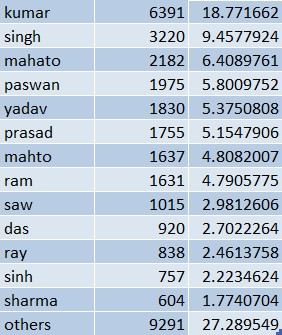 kumar 6391 18.771662
singh 3220 9.4577924
mahato 2182 6.4089761
paswan 1975 5.8009752
yadav 1830 5.3750808
prasad 1755 5.1547906
mahto 1637 4.8082007
ram 1631 4.7905775
saw 1015 2.9812606
das 920 2.7022264
ray 838 2.4613758
sinh 757 2.2234624
sharma 604 1.7740704
others 9291 27.289549